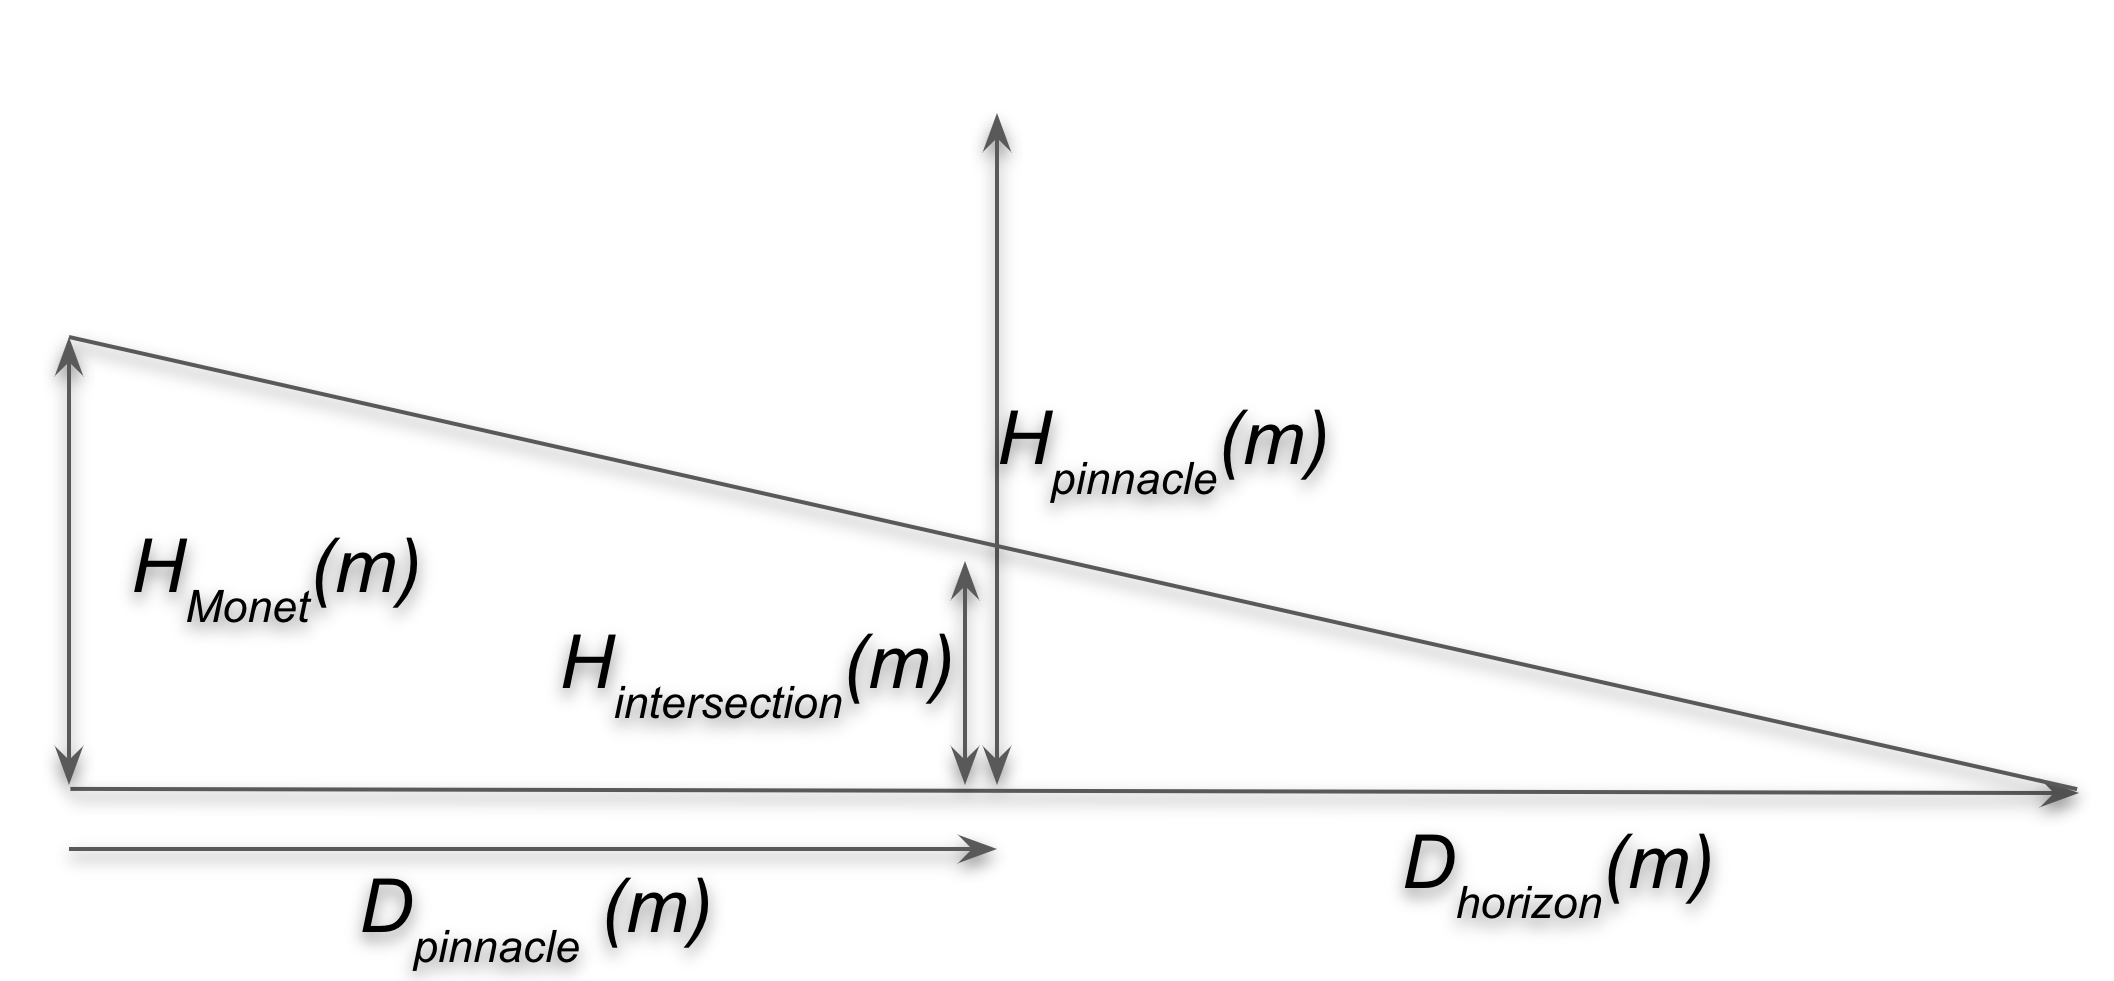 H_pinnacle(m)
H_Monet(m)
H_intersection(m)
D_horizon(m)
D_pinnacle (m)